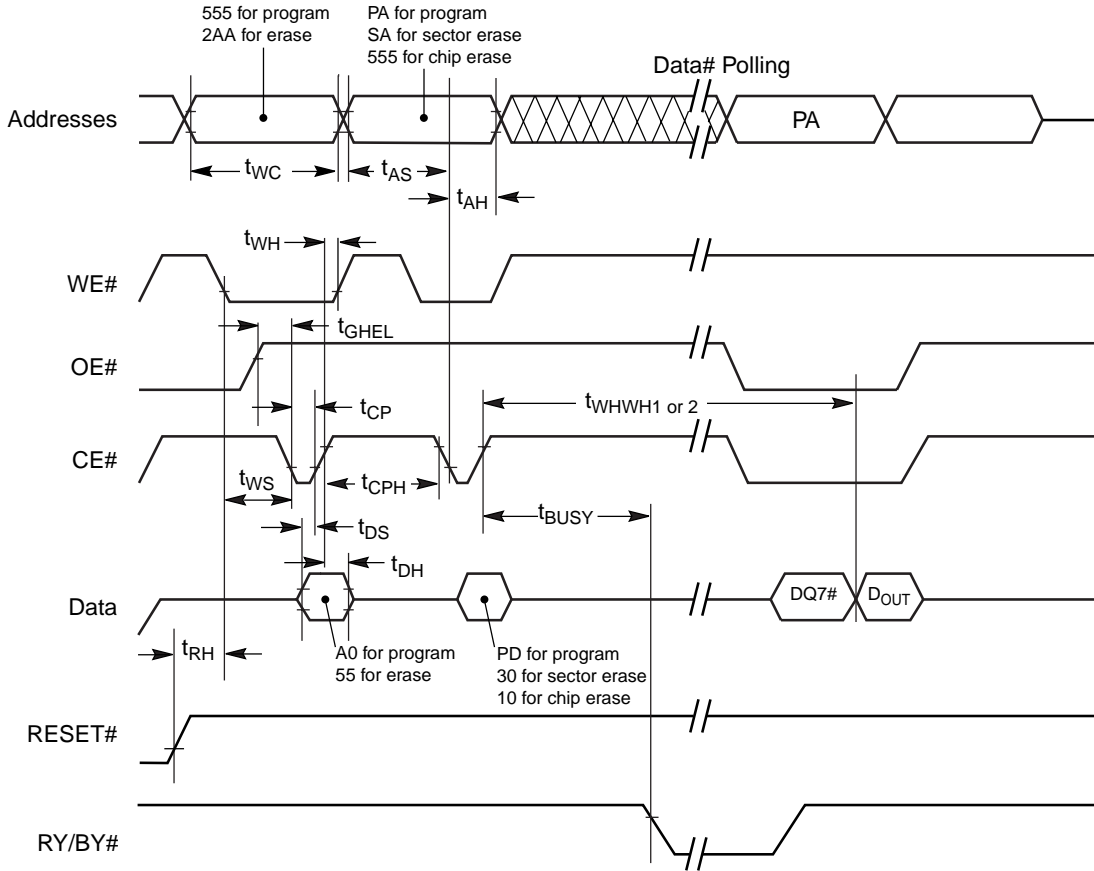 555 for program
2AA for erase
PA for program
SA for sector erase
555 for chip erase
Data# Polling
Addresses
PA
tWC
tAS
tAH
tWH
WE#
tGHEL
OE#
tWHWH1 or 2
tCP
CE#
tWS
tCPH
tBUSY
tDS
tDH
Data
DQ7#
DOUT
tRH
A0 for program
55 for erase
PD for program
30 for sector erase
10 for chip erase
RESET#
RY/BY#